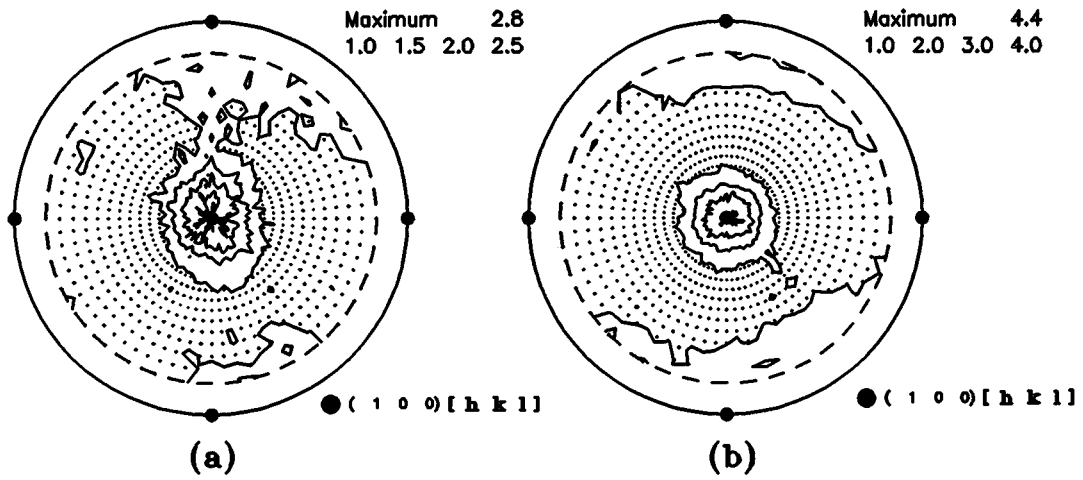 Maximum 2.8
1.0 1.5 2.0 2.5
( 1 0 0) [ h k l ]
(a)
Maximum 4.4
1.0 2.0 3.0 4.0
( 1 0 0) [ h k l ]
(b)